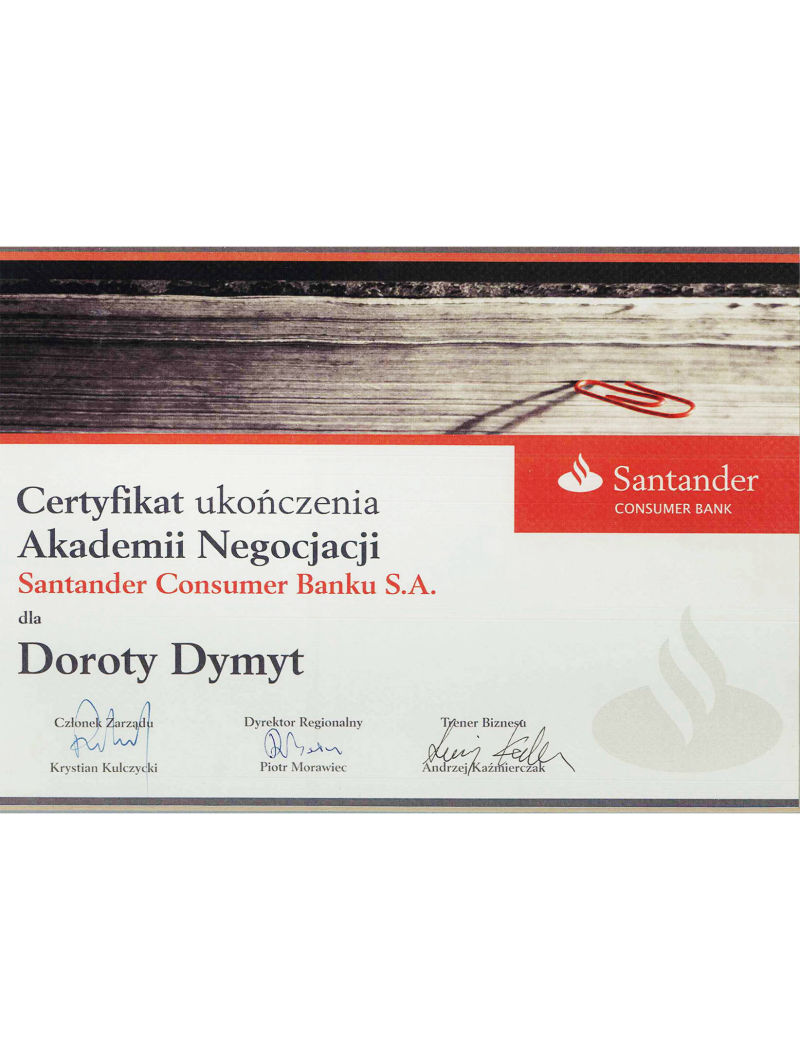 Santander
CONSUMER BANK
Certyfikat ukończenia
Akademii Negocjacji
Santander Consumer Banku S.A.
dla
Doroty Dymyt
Członek Zarządu
Krystian Kulczycki
Dyrektor Regionalny
Piotr Morawiec
Trener Biznesu
Andrzej Kaźmierczak